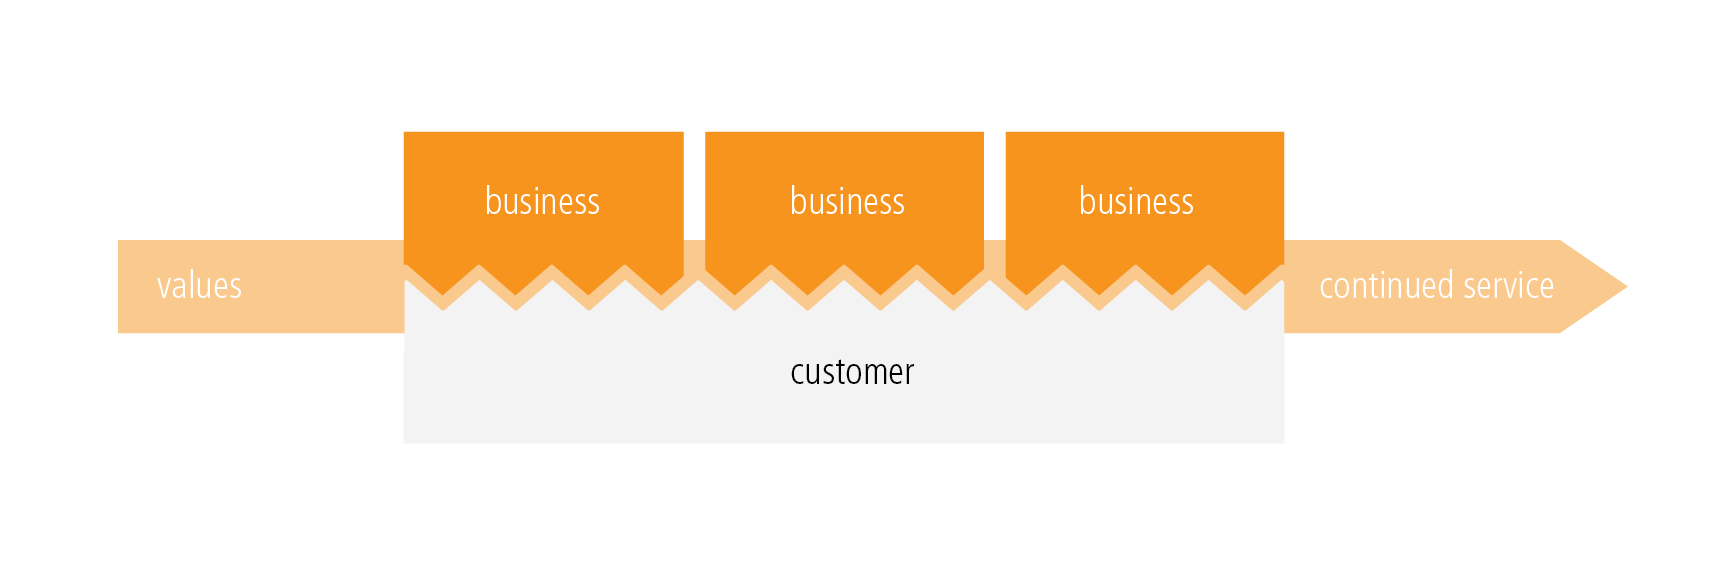 business
business
business
values
continued service
customer